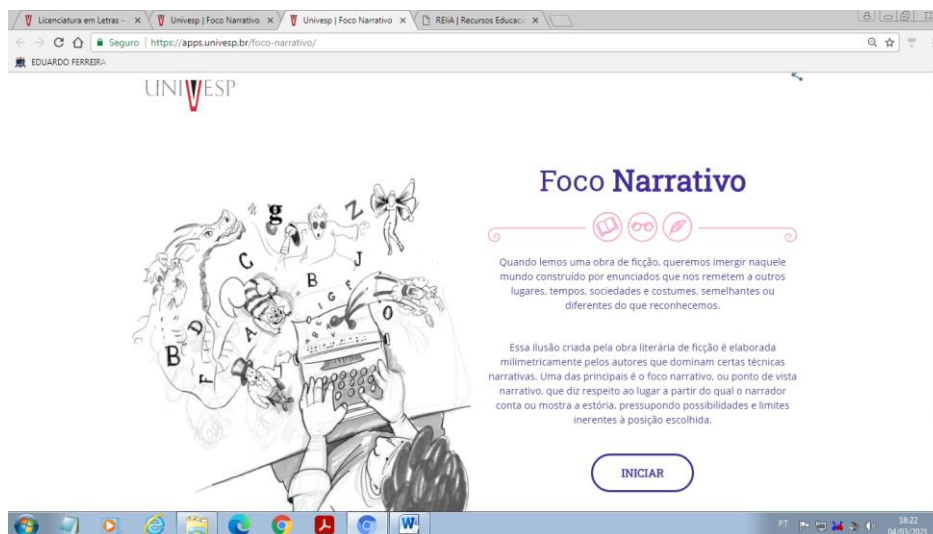 Licenciatura em Letras -
Univesp | Foco Narrativo
Univesp | Foco Narrativo
REliA | Recursos Educaci
Seguro | https://apps.univesp.br/foco-narrativo/
EDUARDO FERREIRA
UNIVESP
Foco Narrativo
Quando lemos uma obra de ficção, queremos imergir naquele
mundo construído por enunciados que nos remetem a outros
lugares, tempos, sociedades e costumes, semelhantes ou
diferentes do que reconhecemos.
Essa ilusão criada pela obra literária de ficção é elaborada
milimetricamente pelos autores que dominam certas técnicas
narrativas. Uma das principais é o foco narrativo, ou ponto de vista
narrativo, que diz respeito ao lugar a partir do qual o narrador
conta ou mostra a estória, pressupondo possibilidades e limites
inerentes à posição escolhida.
INICIAR
g
Z
C
J
B
I G F
A
O
D
B
F
W
PT
18:22
04/03/2021